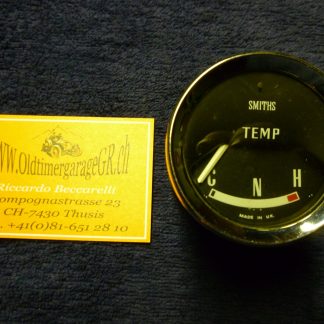 WWW.OldtimergarageGR.ch
Riccardo Beccarelli
Compognastrasse 23
CH-7430 Thusis
. +41(0)81-651 28 10
SMITHS
TEMP
C N H
MADE IN U.K.